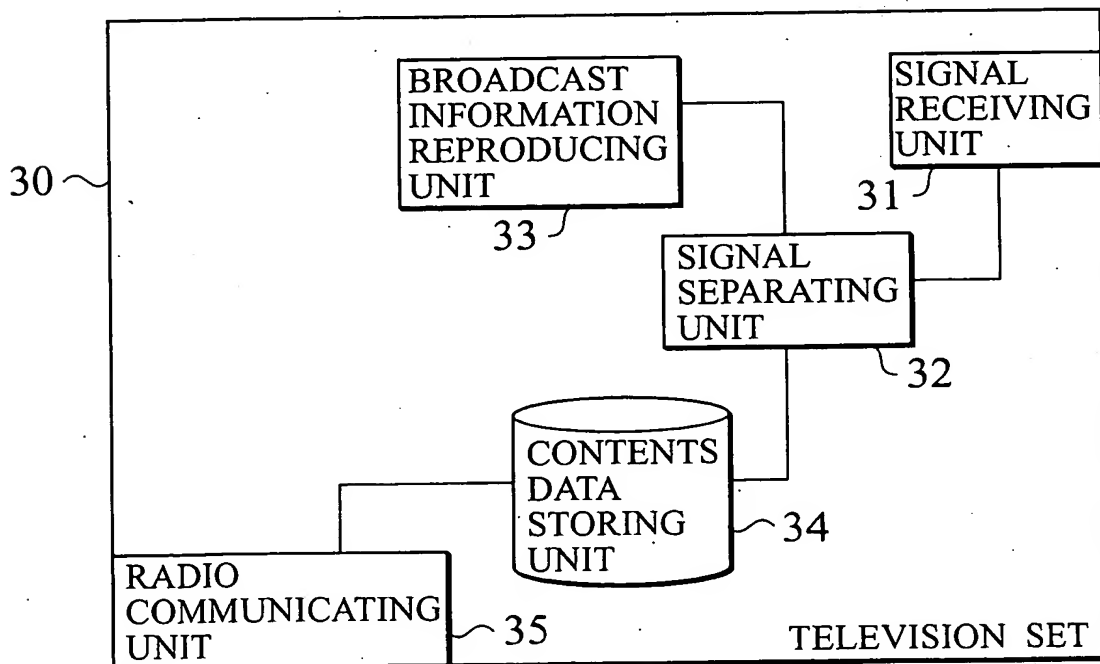 BROADCAST
INFORMATION
REPRODUCING
UNIT
33
SIGNAL
RECEIVING
UNIT
31
30
SIGNAL
SEPARATING
UNIT
32
CONTENTS
DATA
STORING
UNIT
34
RADIO
COMMUNICATING
UNIT
35
TELEVISION SET